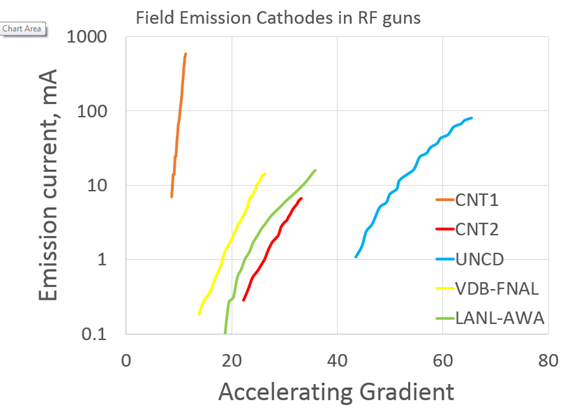 Field Emission Cathodes in RF guns
Chart Area
1000
100
10
1
0.1
Emission current, mA
CNT1
CNT2
UNCD
VDB-FNAL
LANL-AWA
0 20 40 60 80
Accelerating Gradient